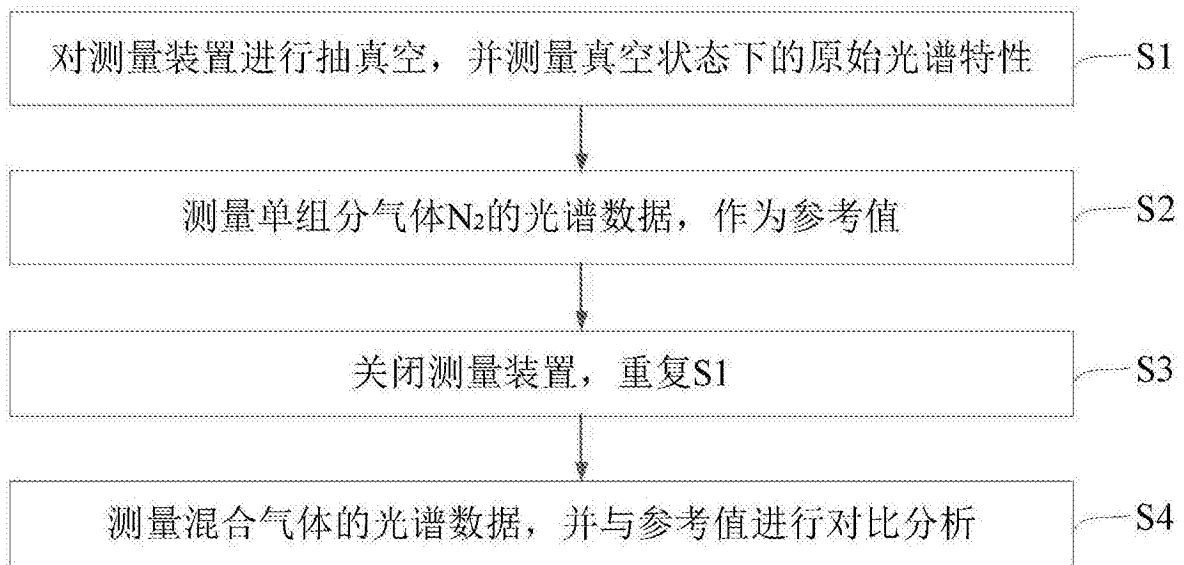 对测量装置进行抽真空，并测量真空状态下的原始光谱特性 S1
测量单组分气体N₂的光谱数据，作为参考值 S2
关闭测量装置，重复S1 S3
测量混合气体的光谱数据，并与参考值进行对比分析 S4